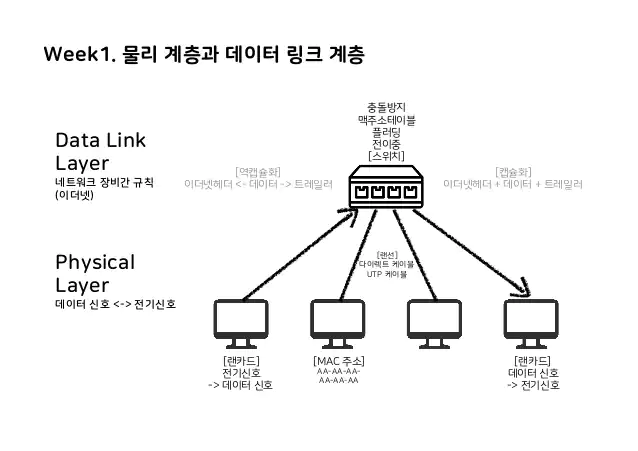 Week1. 물리 계층과 데이터 링크 계층
충돌방지
맥주소테이블
플러딩
전이중
[스위치]
Data Link
Layer
네트워크 장비간 규칙
(이더넷)
[역캡슐화]
이더넷헤더 <- 데이터 -> 트레일러
[캡슐화]
이더넷헤더 + 데이터 + 트레일러
Physical
Layer
데이터 신호 <-> 전기신호
[랜선]
다이렉트 케이블
UTP 케이블
[랜카드]
전기신호
-> 데이터 신호
[MAC 주소]
AA-AA-AA-
AA-AA-AA
[랜카드]
데이터 신호
-> 전기신호